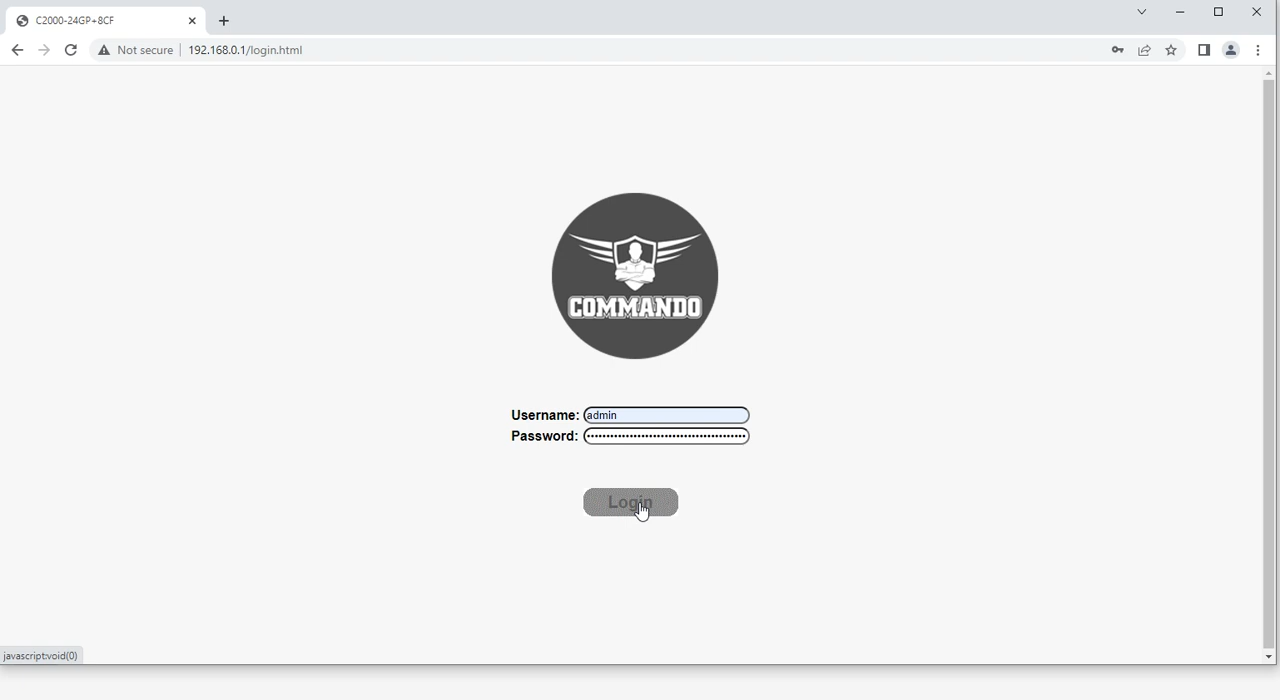 C2000-24GP+8CF
Not secure
192.168.0.1/login.html
COMMANDO
Username: admin
Password: 
Login
javascript:void(0)